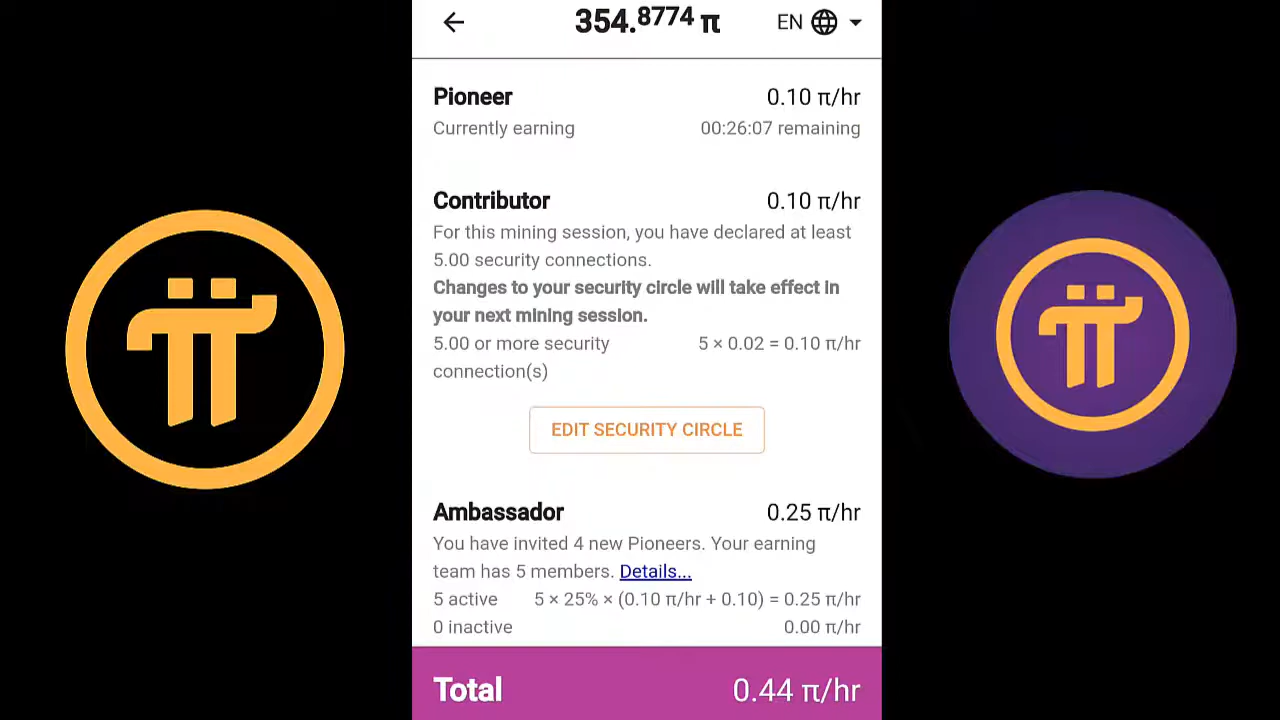 354.8774 π EN
Pioneer 0.10 π/hr
Currently earning 00:26:07 remaining
Contributor 0.10 π/hr
For this mining session, you have declared at least
5.00 security connections.
Changes to your security circle will take effect in
your next mining session.
5.00 or more security 5 × 0.02 = 0.10 π/hr
connection(s)
EDIT SECURITY CIRCLE
Ambassador 0.25 π/hr
You have invited 4 new Pioneers. Your earning
team has 5 members. Details...
5 active 5 × 25% × (0.10 π/hr + 0.10) = 0.25 π/hr
0 inactive 0.00 π/hr
Total 0.44 π/hr